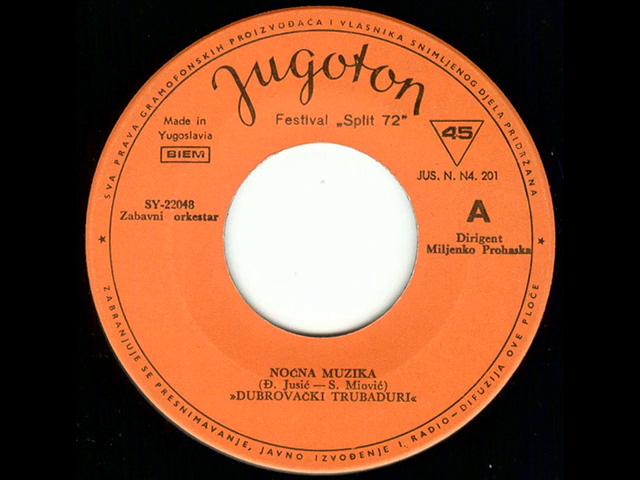 SVA PRAVA GRAMOFONSKIH PROIZVOĐAČA I VLASNIKA SNIMLJENOG DJELA PRIDRŽANA
Jugoton
Festival „Split 72”
Made in
Yugoslavia
BIEM
45
JUS. N. N4. 201
SY-22048
Zabavni orkestar
A
Dirigent
Miljenko Prohaska
NOĆNA MUZIKA
(Đ. Jusić — S. Miović)
»DUBROVAČKI TRUBADURI«
ZABRANJUJE SE PRESNIMAVANJE, JAVNO IZVOĐENJE I RADIO-DIFUZIJA OVE PLOČE